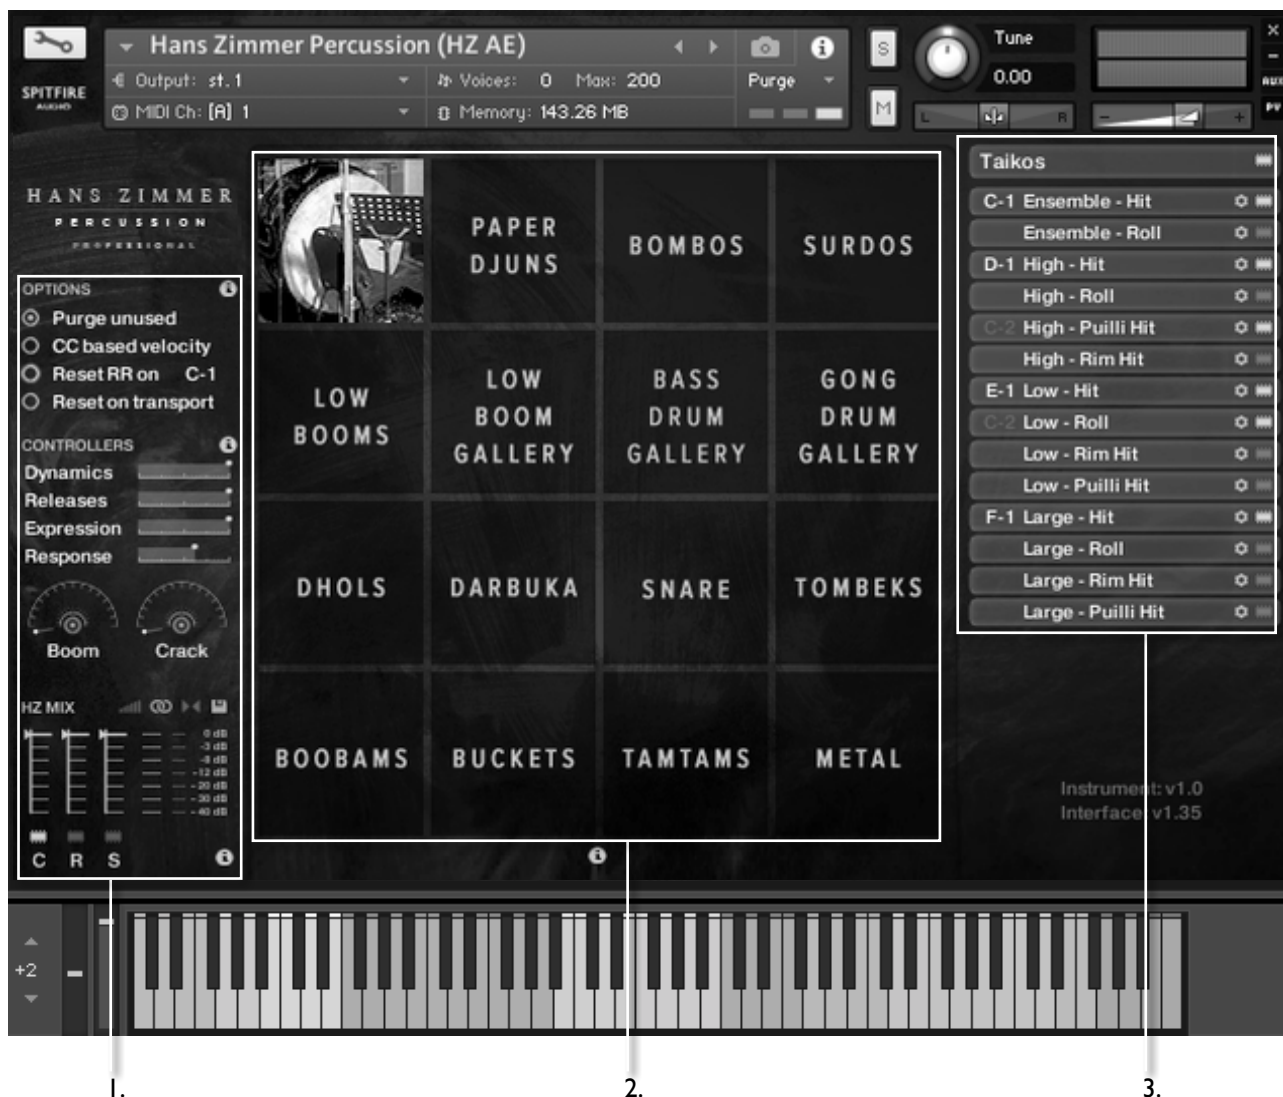 Hans Zimmer Percussion (HZ AE)
S
Tune
0.00
SPITFIRE
AUDIO
Output: st.1
Voices: 0 Max: 200
Purge
MIDI Ch: [A] 1
Memory: 143.26 MB
M
L
R
-
+
×
-
AUX
PV
HANS ZIMMER
PERCUSSION
PROFESSIONAL
OPTIONS
Purge unused
CC based velocity
Reset RR on C-1
Reset on transport
CONTROLLERS
Dynamics
Releases
Expression
Response
Boom
Crack
HZ MIX
0 dB
-3 dB
-8 dB
-12 dB
-20 dB
-30 dB
-40 dB
C R S
PAPER
DJUNS
BOMBOS
SURDOS
LOW
BOOMS
LOW
BOOM
GALLERY
BASS
DRUM
GALLERY
GONG
DRUM
GALLERY
DHOLS
DARBUKA
SNARE
TOMBEKS
BOOBAMS
BUCKETS
TAMTAMS
METAL
Taikos
C-1 Ensemble - Hit
Ensemble - Roll
D-1 High - Hit
High - Roll
C-2 High - Puilli Hit
High - Rim Hit
E-1 Low - Hit
C-2 Low - Roll
Low - Rim Hit
Low - Puilli Hit
F-1 Large - Hit
Large - Roll
Large - Rim Hit
Large - Puilli Hit
Instrument: v1.0
Interface: v1.35
+2
1.
2.
3.